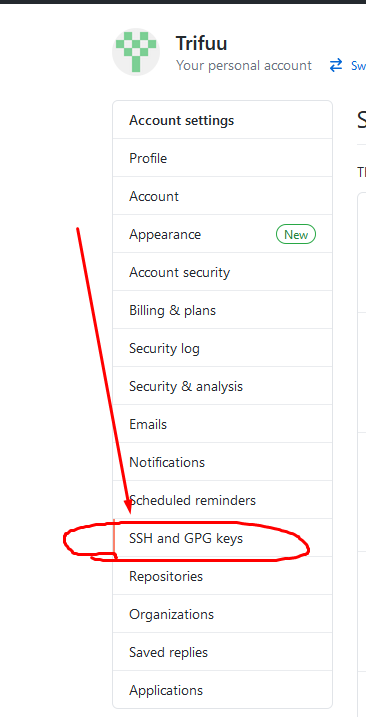 Trifuu
Your personal account
Sw
Account settings
S
Profile
Th
Account
Appearance New
Account security
Billing & plans
Security log
Security & analysis
Emails
Notifications
Scheduled reminders
SSH and GPG keys
Repositories
Organizations
Saved replies
Applications